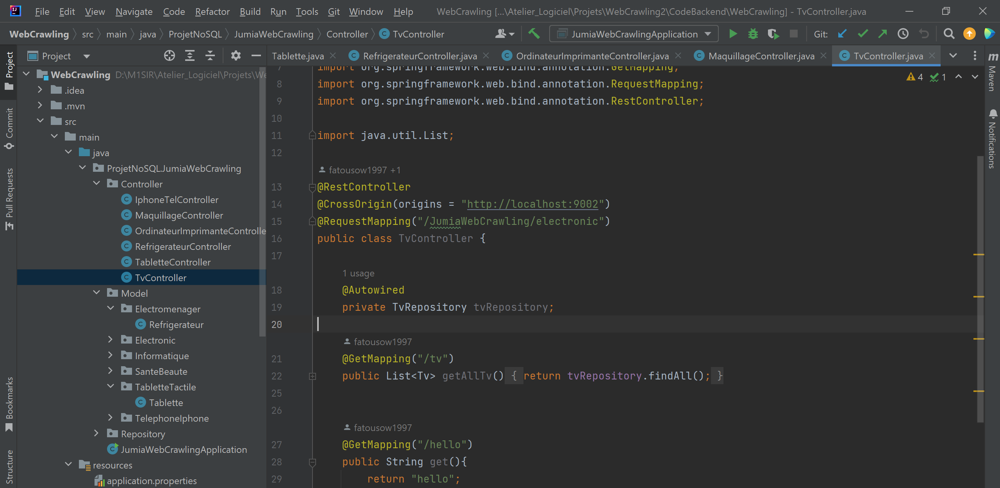 File Edit View Navigate Code Refactor Build Run Tools Git Window Help WebCrawling [...\Atelier_Logiciel\Projets\WebCrawling2\CodeBackend\WebCrawling] - TvController.java
WebCrawling src main java ProjetNoSQL JumiaWebCrawling Controller TvController JumiaWebCrawlingApplication Git:
Project
Tablette.java RefrigerateurController.java OrdinateurImprimanteController.java MaquillageController.java TvController.java
Project
Commit
Pull Requests
Bookmarks
Structure
WebCrawling D:\M1SIR\Atelier_Logiciel\Projets\We
.idea
.mvn
src
main
java
ProjetNoSQL.JumiaWebCrawling
Controller
IphoneTelController
MaquillageController
OrdinateurImprimanteControlle
RefrigerateurController
TabletteController
TvController
Model
Electromenager
Refrigerateur
Electronic
Informatique
SanteBeaute
TabletteTactile
Tablette
TelephoneIphone
Repository
JumiaWebCrawlingApplication
resources
application.properties
7 import org.springframework.web.bind.annotation.GetMapping;
8 import org.springframework.web.bind.annotation.RequestMapping;
9 import org.springframework.web.bind.annotation.RestController;
10
11 import java.util.List;
12
fatousow1997 +1
13 @RestController
14 @CrossOrigin(origins = "http://localhost:9002")
15 @RequestMapping("/JumiaWebCrawling/electronic")
16 public class TvController {
17
1 usage
18 @Autowired
19 private TvRepository tvRepository;
20
fatousow1997
21 @GetMapping("/tv")
22 public List<Tv> getAllTv() { return tvRepository.findAll(); }
25
26
fatousow1997
27 @GetMapping("/hello")
28 public String get(){
29 return "hello";
4 1
m
Maven
Notifications